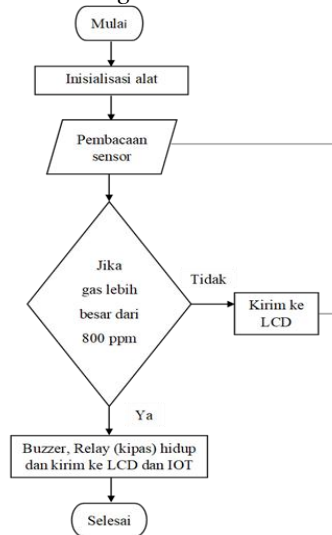 Mulai
Inisialisasi alat
Pembacaan
sensor
Jika
gas lebih
besar dari
800 ppm
Tidak
Kirim ke
LCD
Ya
Buzzer, Relay (kipas) hidup
dan kirim ke LCD dan IOT
Selesai